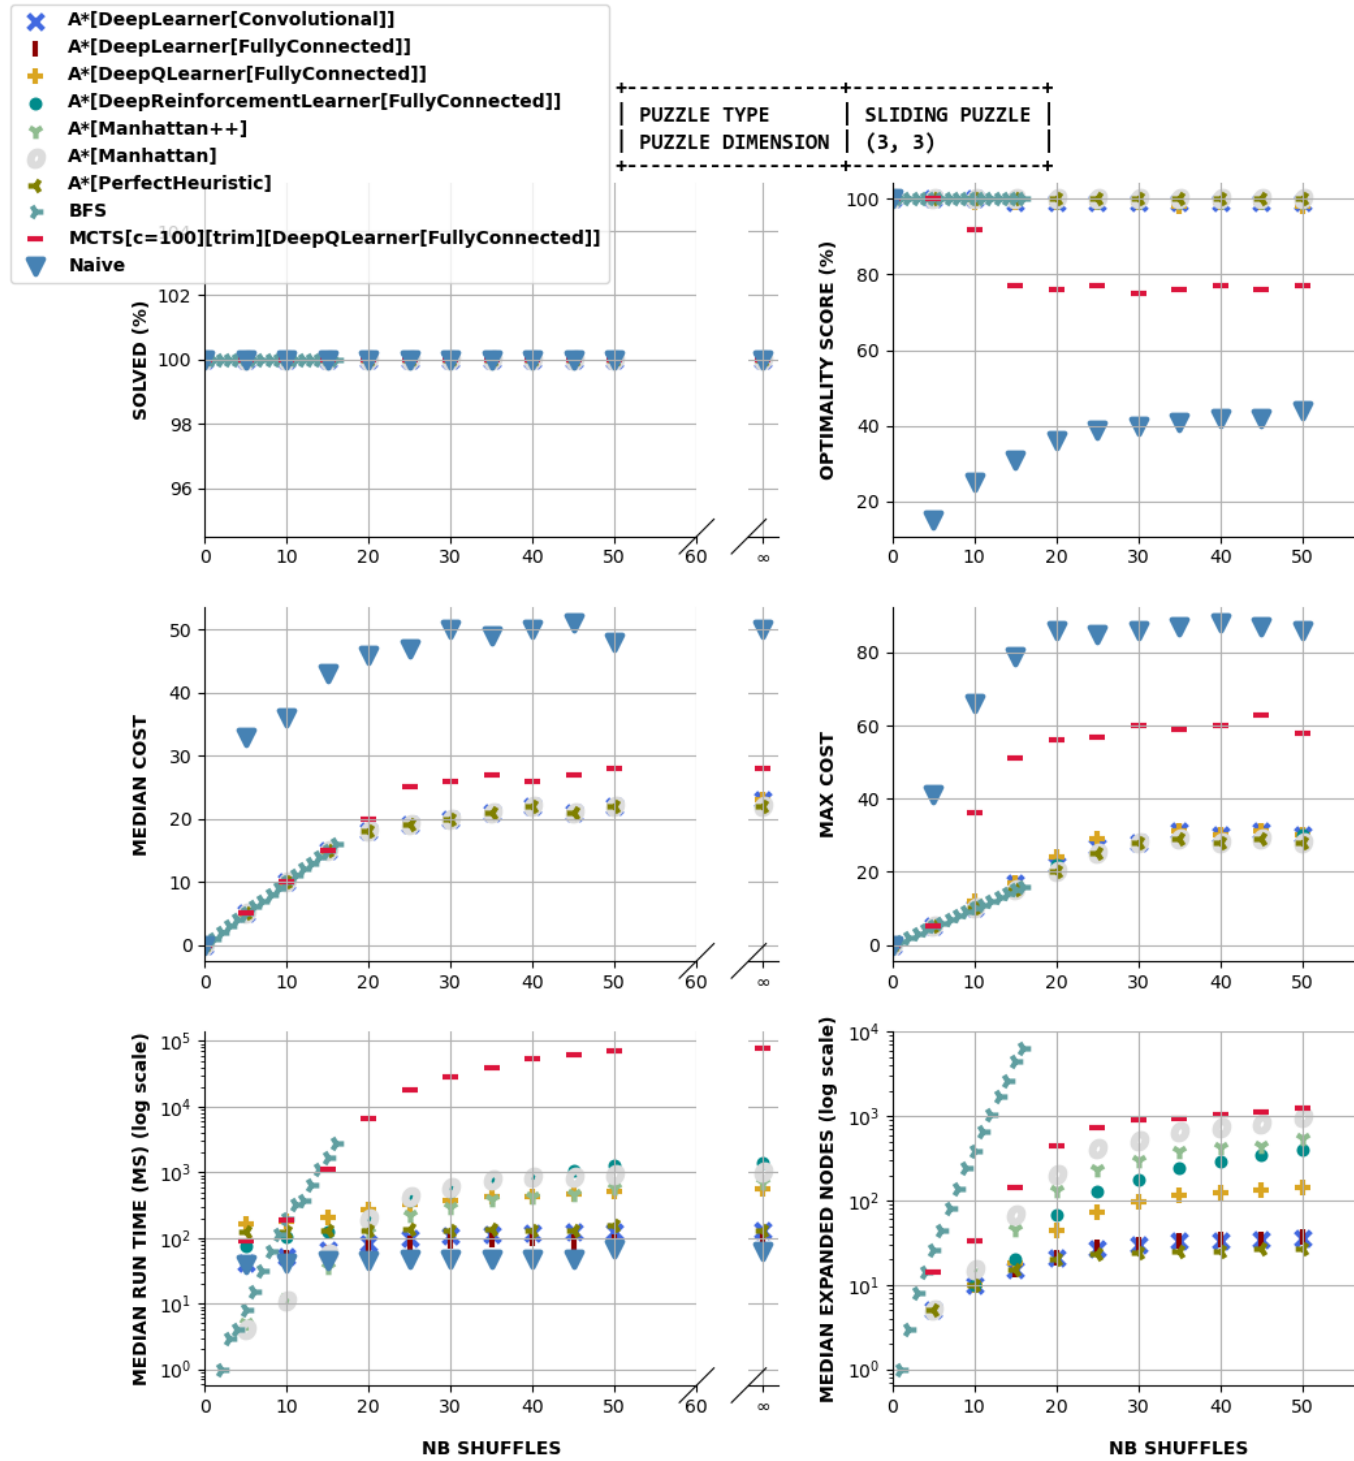 A*[DeepLearner[Convolutional]]
A*[DeepLearner[FullyConnected]]
A*[DeepQLearner[FullyConnected]]
A*[DeepReinforcementLearner[FullyConnected]]
A*[Manhattan++]
A*[Manhattan]
A*[PerfectHeuristic]
BFS
MCTS[c=100][trim][DeepQLearner[FullyConnected]]
Naive
+------------------+-----------------+
| PUZZLE TYPE | SLIDING PUZZLE |
| PUZZLE DIMENSION | (3, 3) |
+------------------+-----------------+
SOLVED (%)
104
102
100
98
96
0 10 20 30 40 50 60 ∞
OPTIMALITY SCORE (%)
100
80
60
40
20
0 10 20 30 40 50
MEDIAN COST
50
40
30
20
10
0
0 10 20 30 40 50 60 ∞
MAX COST
80
60
40
20
0
0 10 20 30 40 50
MEDIAN RUN TIME (MS) (log scale)
10⁵
10⁴
10³
10²
10¹
10⁰
0 10 20 30 40 50 60 ∞
NB SHUFFLES
MEDIAN EXPANDED NODES (log scale)
10⁴
10³
10²
10¹
10⁰
0 10 20 30 40 50
NB SHUFFLES